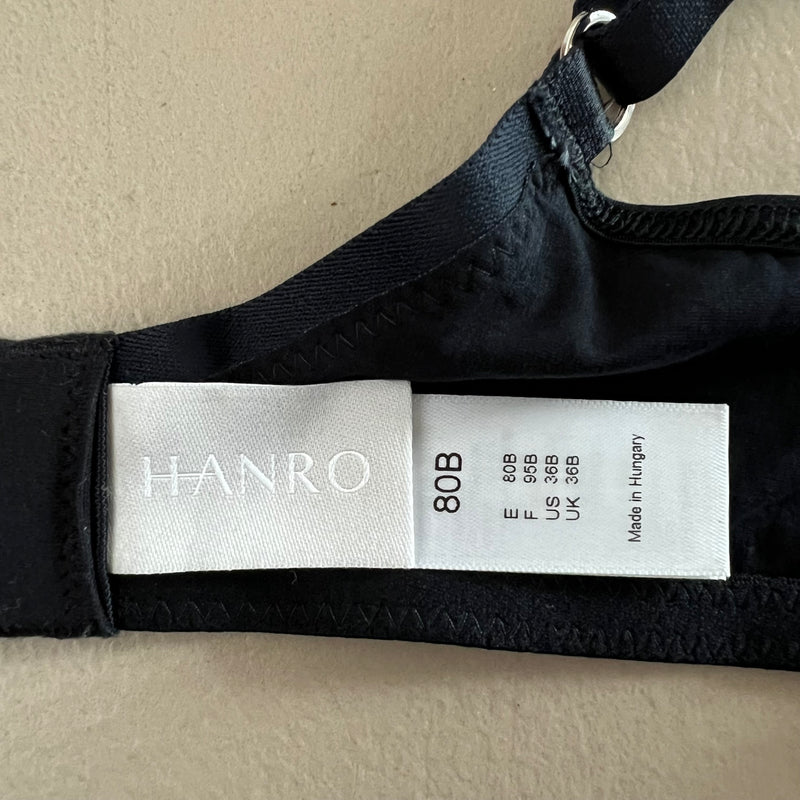 HANRO
80B
E 80B
F 95B
US 36B
UK 36B
Made in Hungary